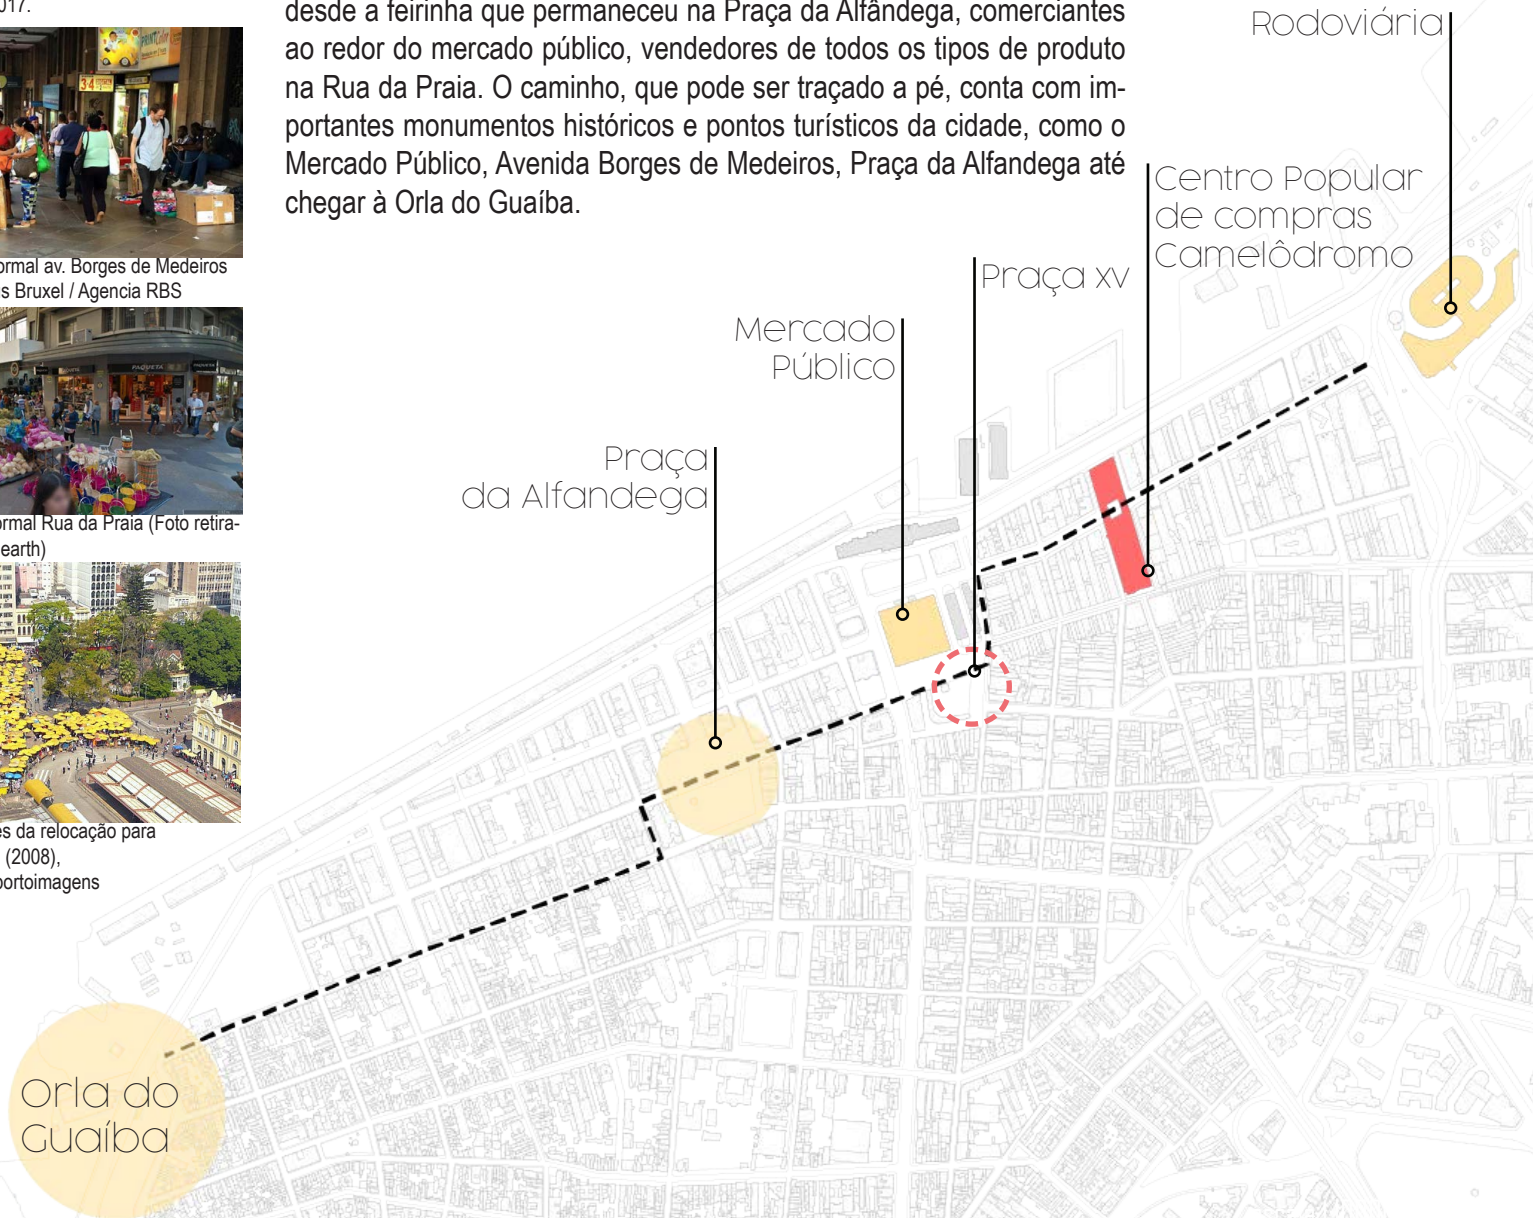 017.
ormal av. Borges de Medeiros
s Bruxel / Agencia RBS
ormal Rua da Praia (Foto retira-
earth)
es da relocação para
(2008),
portoimagens
desde a feirinha que permaneceu na Praça da Alfândega, comerciantes
ao redor do mercado público, vendedores de todos os tipos de produto
na Rua da Praia. O caminho, que pode ser traçado a pé, conta com im-
portantes monumentos históricos e pontos turísticos da cidade, como o
Mercado Público, Avenida Borges de Medeiros, Praça da Alfandega até
chegar à Orla do Guaíba.
Rodoviária
Centro Popular
de compras
Camelôdromo
Praça XV
Mercado
Público
Praça
da Alfandega
Orla do
Guaíba
PAQUETA